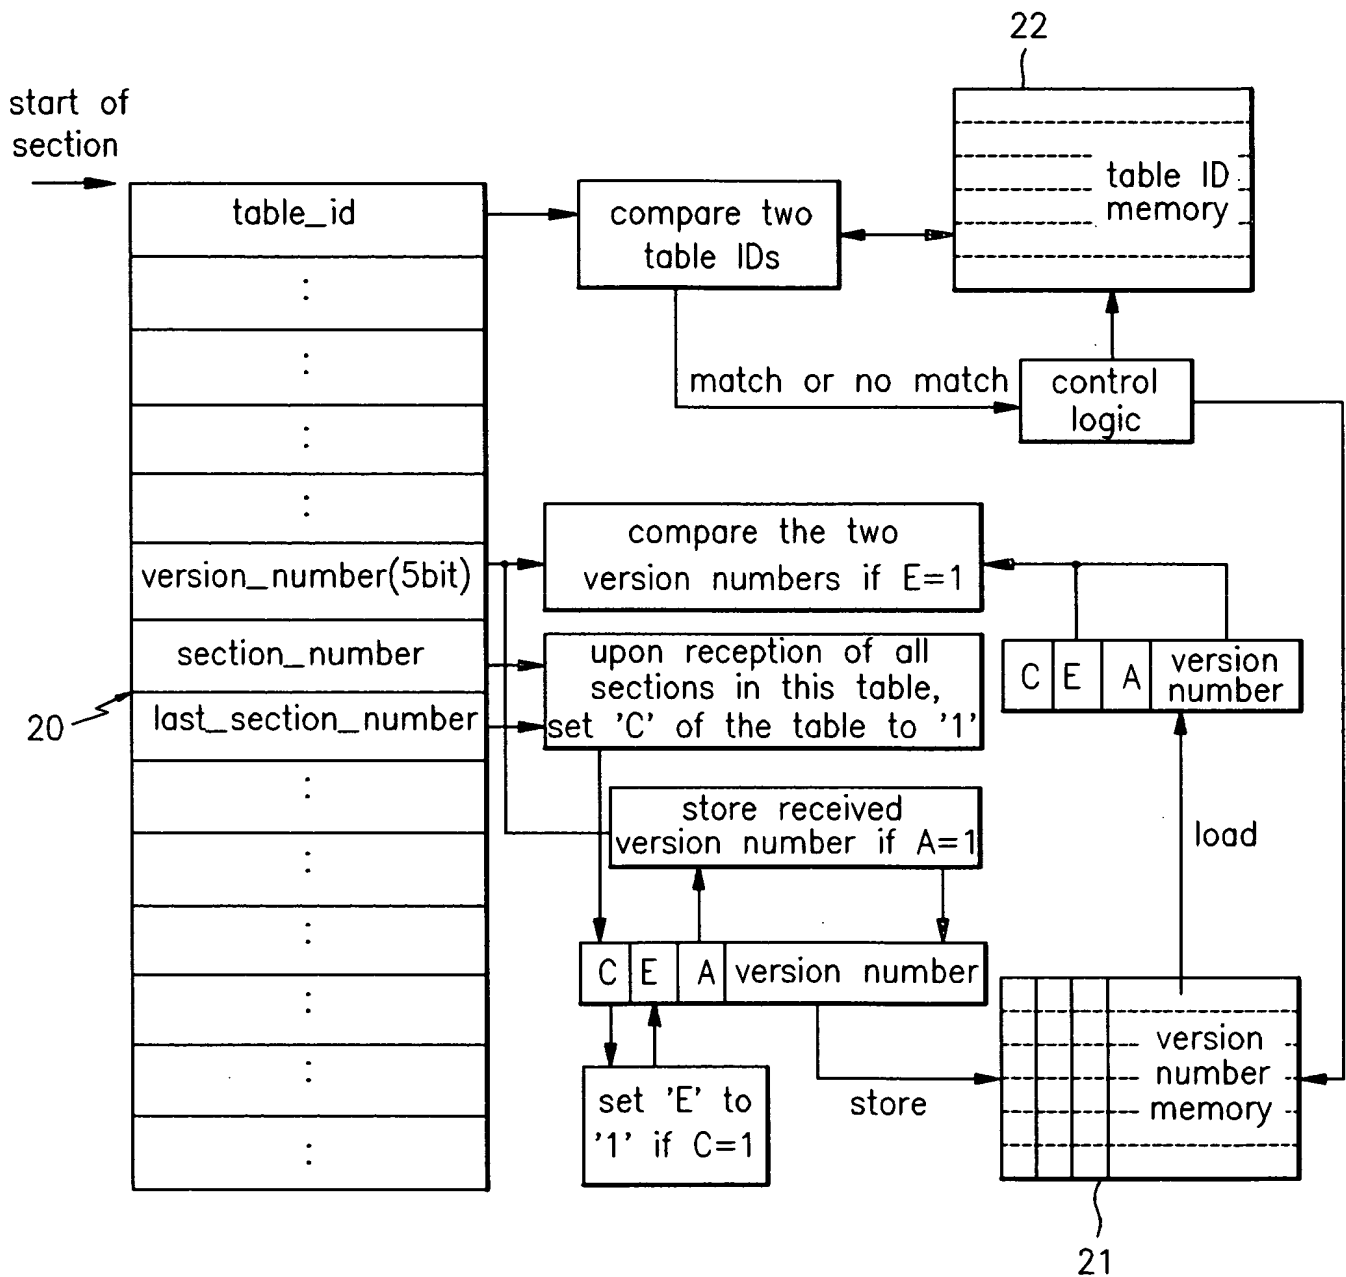 22
start of
section
table ID
memory
table_id
compare two
table IDs
:
:
match or no match
control
logic
:
:
compare the two
version numbers if E=1
version_number(5bit)
section_number
upon reception of all
sections in this table,
set 'C' of the table to '1'
C E A version
number
20
last_section_number
:
store received
version number if A=1
load
:
:
C E A version number
:
version
number
memory
:
set 'E' to
'1' if C=1
store
:
21